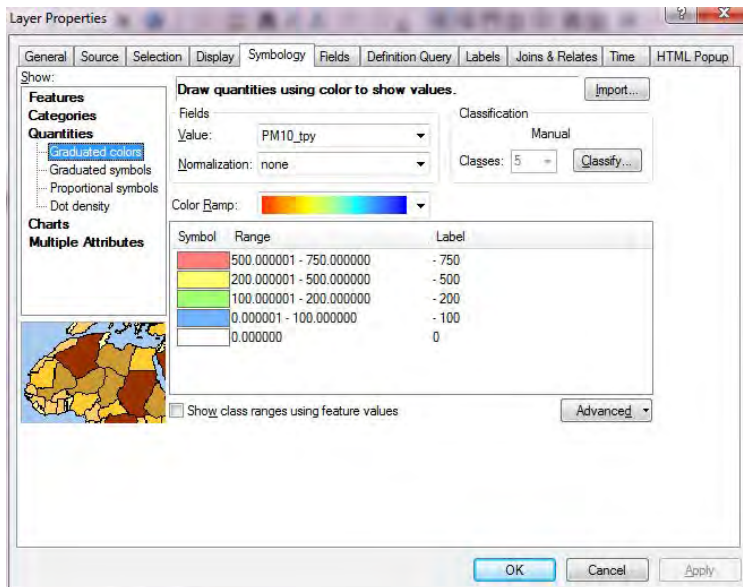 Layer Properties
?
X
General Source Selection Display Symbology Fields Definition Query Labels Joins & Relates Time HTML Popup
Show:
Features
Categories
Quantities
Graduated colors
Graduated symbols
Proportional symbols
Dot density
Charts
Multiple Attributes
Draw quantities using color to show values.
Import...
Fields
Value: PM10_tpy
Normalization: none
Classification
Manual
Classes: 5 Classify...
Color Ramp:
Symbol Range Label
500.000001 - 750.000000 - 750
200.000001 - 500.000000 - 500
100.000001 - 200.000000 - 200
0.000001 - 100.000000 - 100
0.000000 0
Show class ranges using feature values
Advanced
OK Cancel Apply